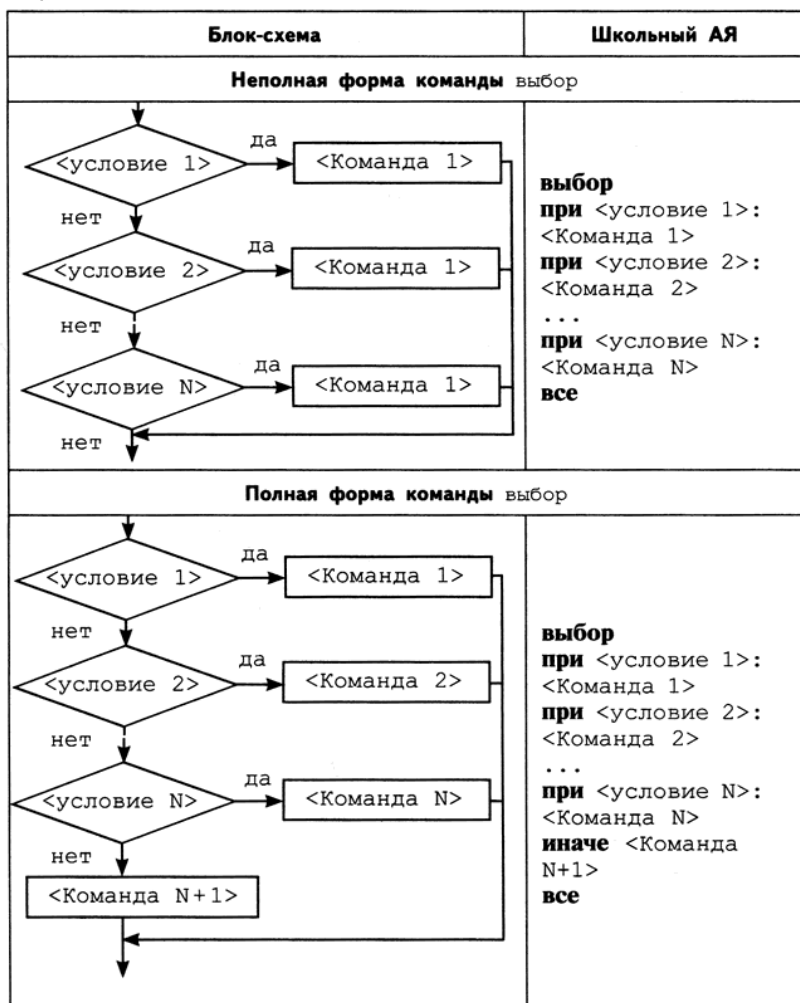 Блок-схема
Школьный АЯ
Неполная форма команды выбор
да
<условие 1>
<Команда 1>
нет
да
<условие 2>
<Команда 1>
нет
да
<условие N>
<Команда 1>
нет
выбор
при <условие 1>:
<Команда 1>
при <условие 2>:
<Команда 2>
...
при <условие N>:
<Команда N>
все
Полная форма команды выбор
да
<условие 1>
<Команда 1>
нет
да
<условие 2>
<Команда 2>
нет
да
<условие N>
<Команда N>
нет
<Команда N+1>
выбор
при <условие 1>:
<Команда 1>
при <условие 2>:
<Команда 2>
...
при <условие N>:
<Команда N>
иначе <Команда
N+1>
все